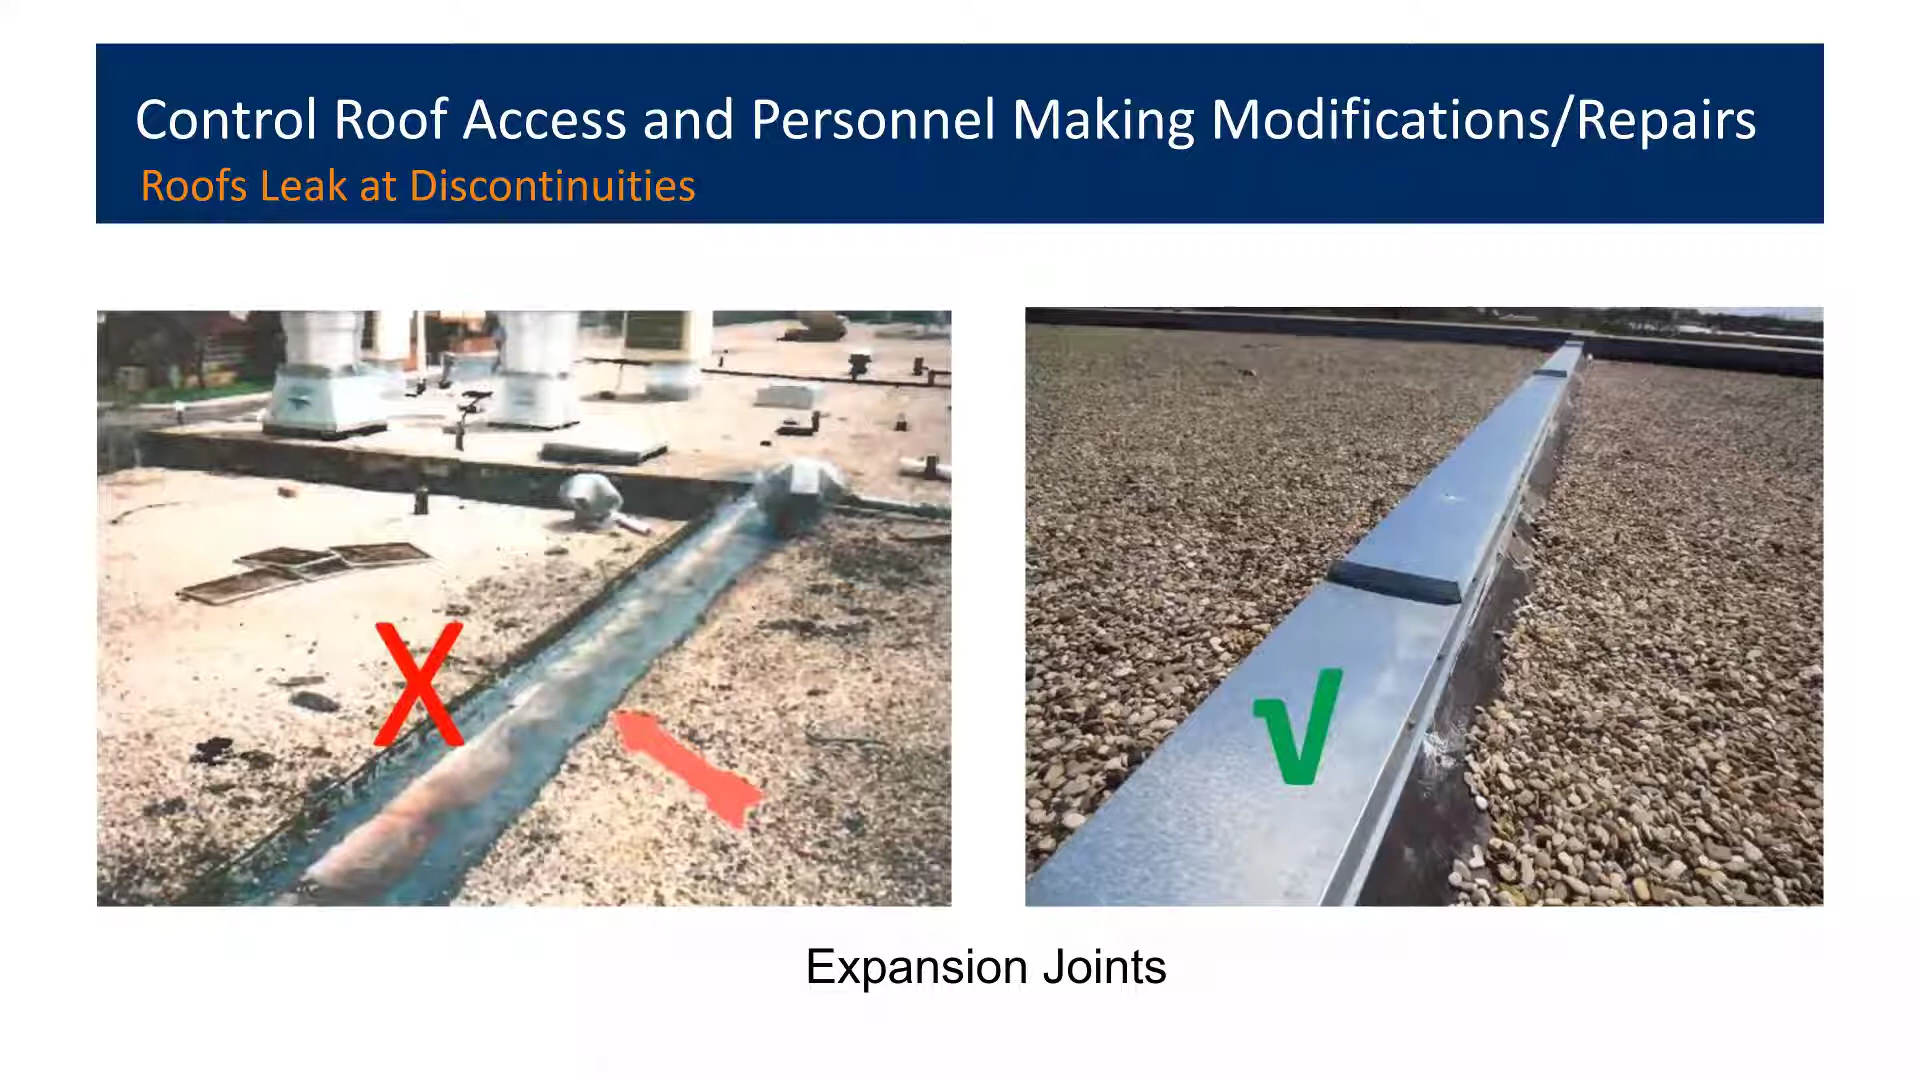 Control Roof Access and Personnel Making Modifications/Repairs
Roofs Leak at Discontinuities
X
√
Expansion Joints